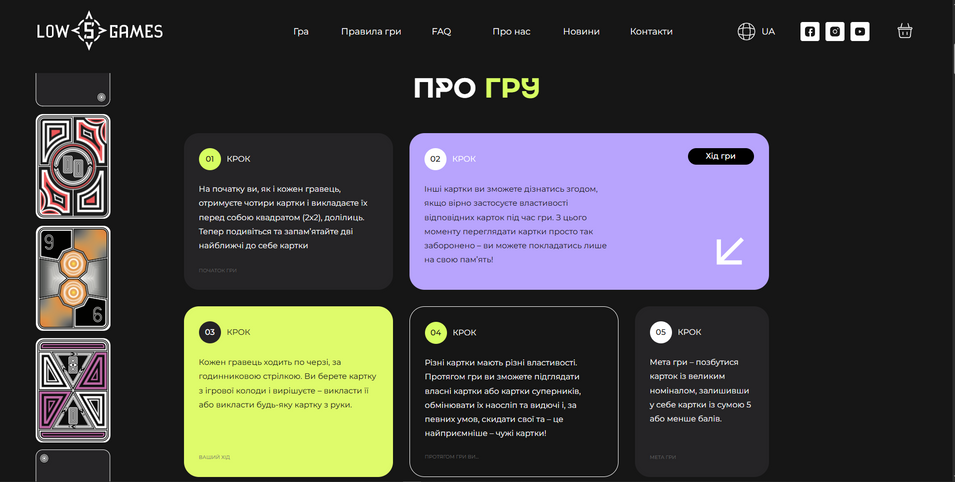 LOW 5 GAMES
Гра
Правила гри
FAQ
Про нас
Новини
Контакти
UA
ПРО ГРУ
01
КРОК
На початку ви, як і кожен гравець,
отримуєте чотири картки і викладаєте їх
перед собою квадратом (2х2), долілиць.
Тепер подивіться та запам’ятайте дві
найближчі до себе картки
ПОЧАТОК ГРИ
02
КРОК
Хід гри
Інші картки ви зможете дізнатись згодом,
якщо вірно застосуєте властивості
відповідних карток під час гри. З цього
моменту переглядати картки просто так
заборонено – ви можете покладатись лише
на свою пам’ять!
03
КРОК
Кожен гравець ходить по черзі, за
годинниковою стрілкою. Ви берете картку
з ігрової колоди і вирішуєте – викласти її
або викласти будь-яку картку з руки.
ВАШИЙ ХІД
04
КРОК
Різні картки мають різні властивості.
Протягом гри ви зможете підглядати
власні картки або картки суперників,
обмінювати їх наосліп та видючі і, за
певних умов, скидати свої та – це
найприємніше – чужі картки!
ПРОТЯГОМ ГРИ ВИ...
05
КРОК
Мета гри – позбутися
карток із великим
номіналом, залишивши
у себе картки із сумою 5
або менше балів.
МЕТА ГРИ
9
9